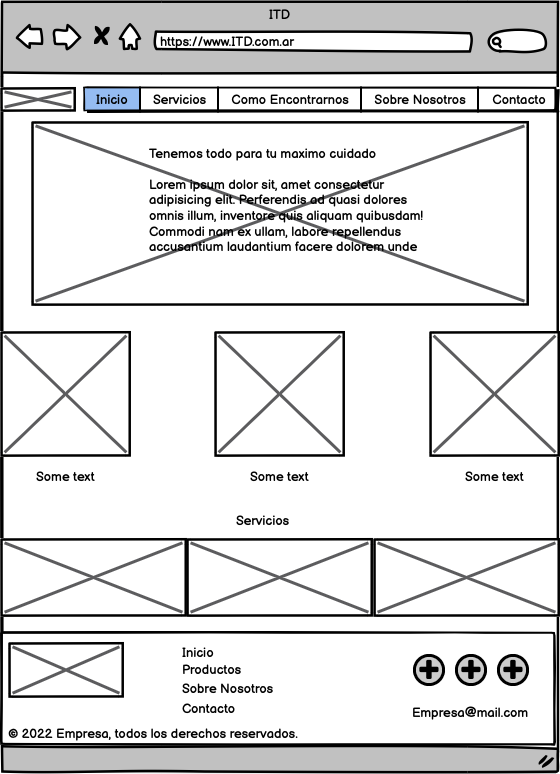 ITD
https://www.ITD.com.ar
Inicio Servicios Como Encontrarnos Sobre Nosotros Contacto
Tenemos todo para tu maximo cuidado
Lorem ipsum dolor sit, amet consectetur
adipisicing elit. Perferendis ad quasi dolores
omnis illum, inventore quis aliquam quibusdam!
Commodi nam ex ullam, labore repellendus
accusantium laudantium facere dolorem unde
Some text Some text Some text
Servicios
Inicio
Productos
Sobre Nosotros
Contacto
Empresa@mail.com
© 2022 Empresa, todos los derechos reservados.